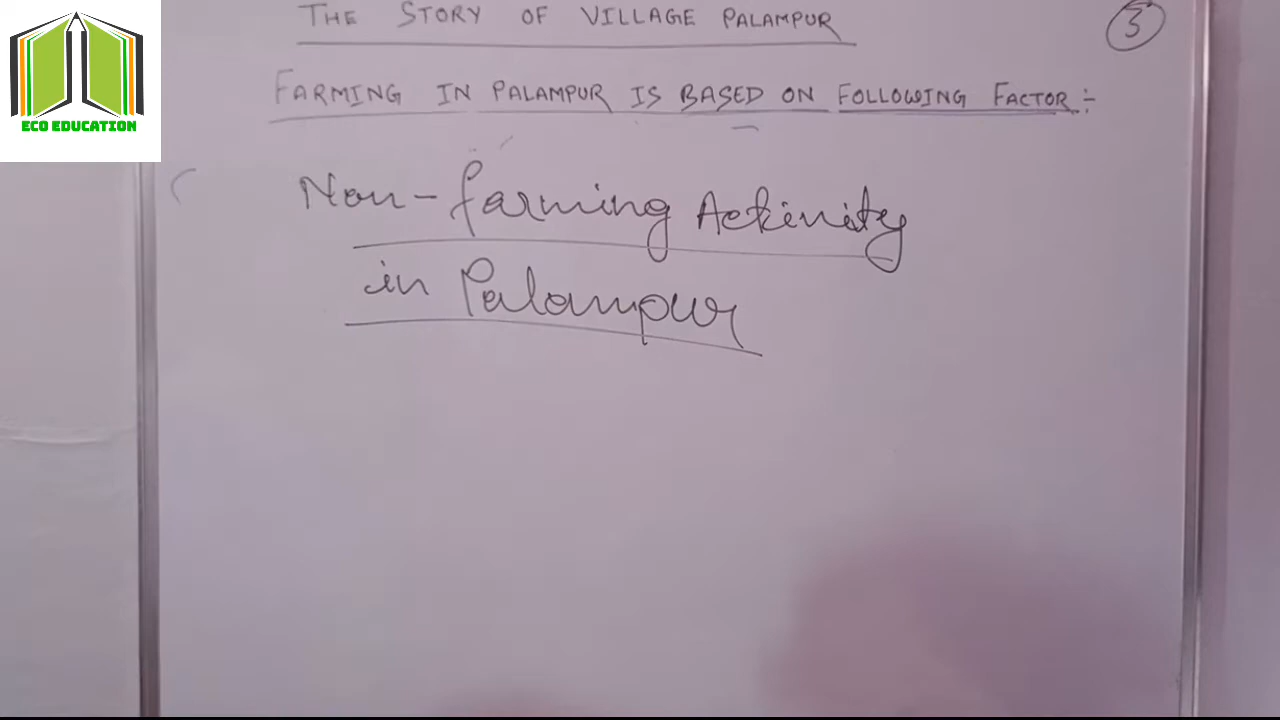 THE STORY OF VILLAGE PALAMPUR
5
FARMING IN PALAMPUR IS BASED ON FOLLOWING FACTOR :-
Non-farming Activity
in Palampur
ECO EDUCATION